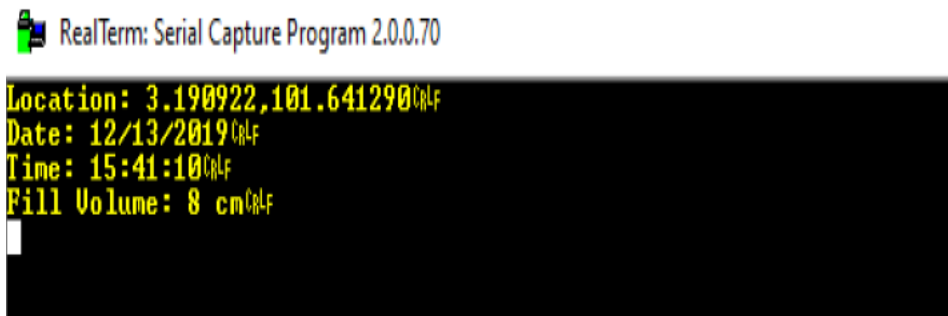 RealTerm: Serial Capture Program 2.0.0.70
Location: 3.190922,101.641290CRLF
Date: 12/13/2019CRLF
Time: 15:41:10CRLF
Fill Volume: 8 cmCRLF